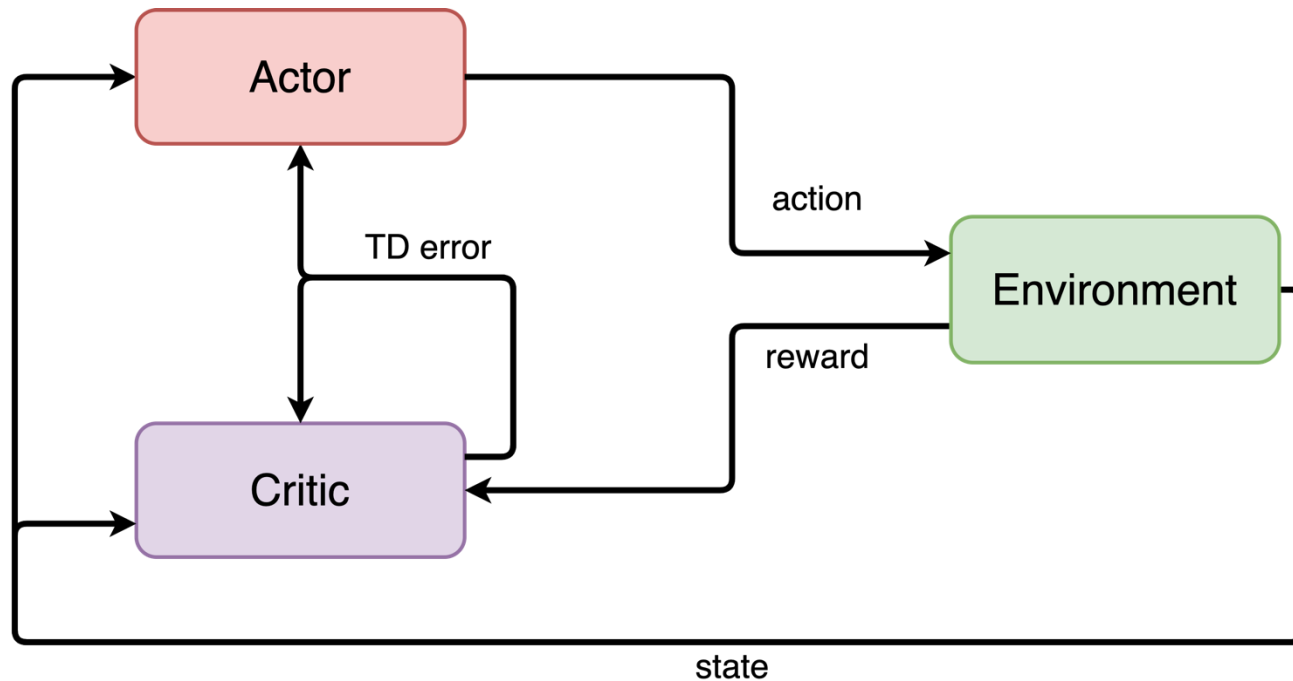 Actor
action
TD error
Environment
reward
Critic
state